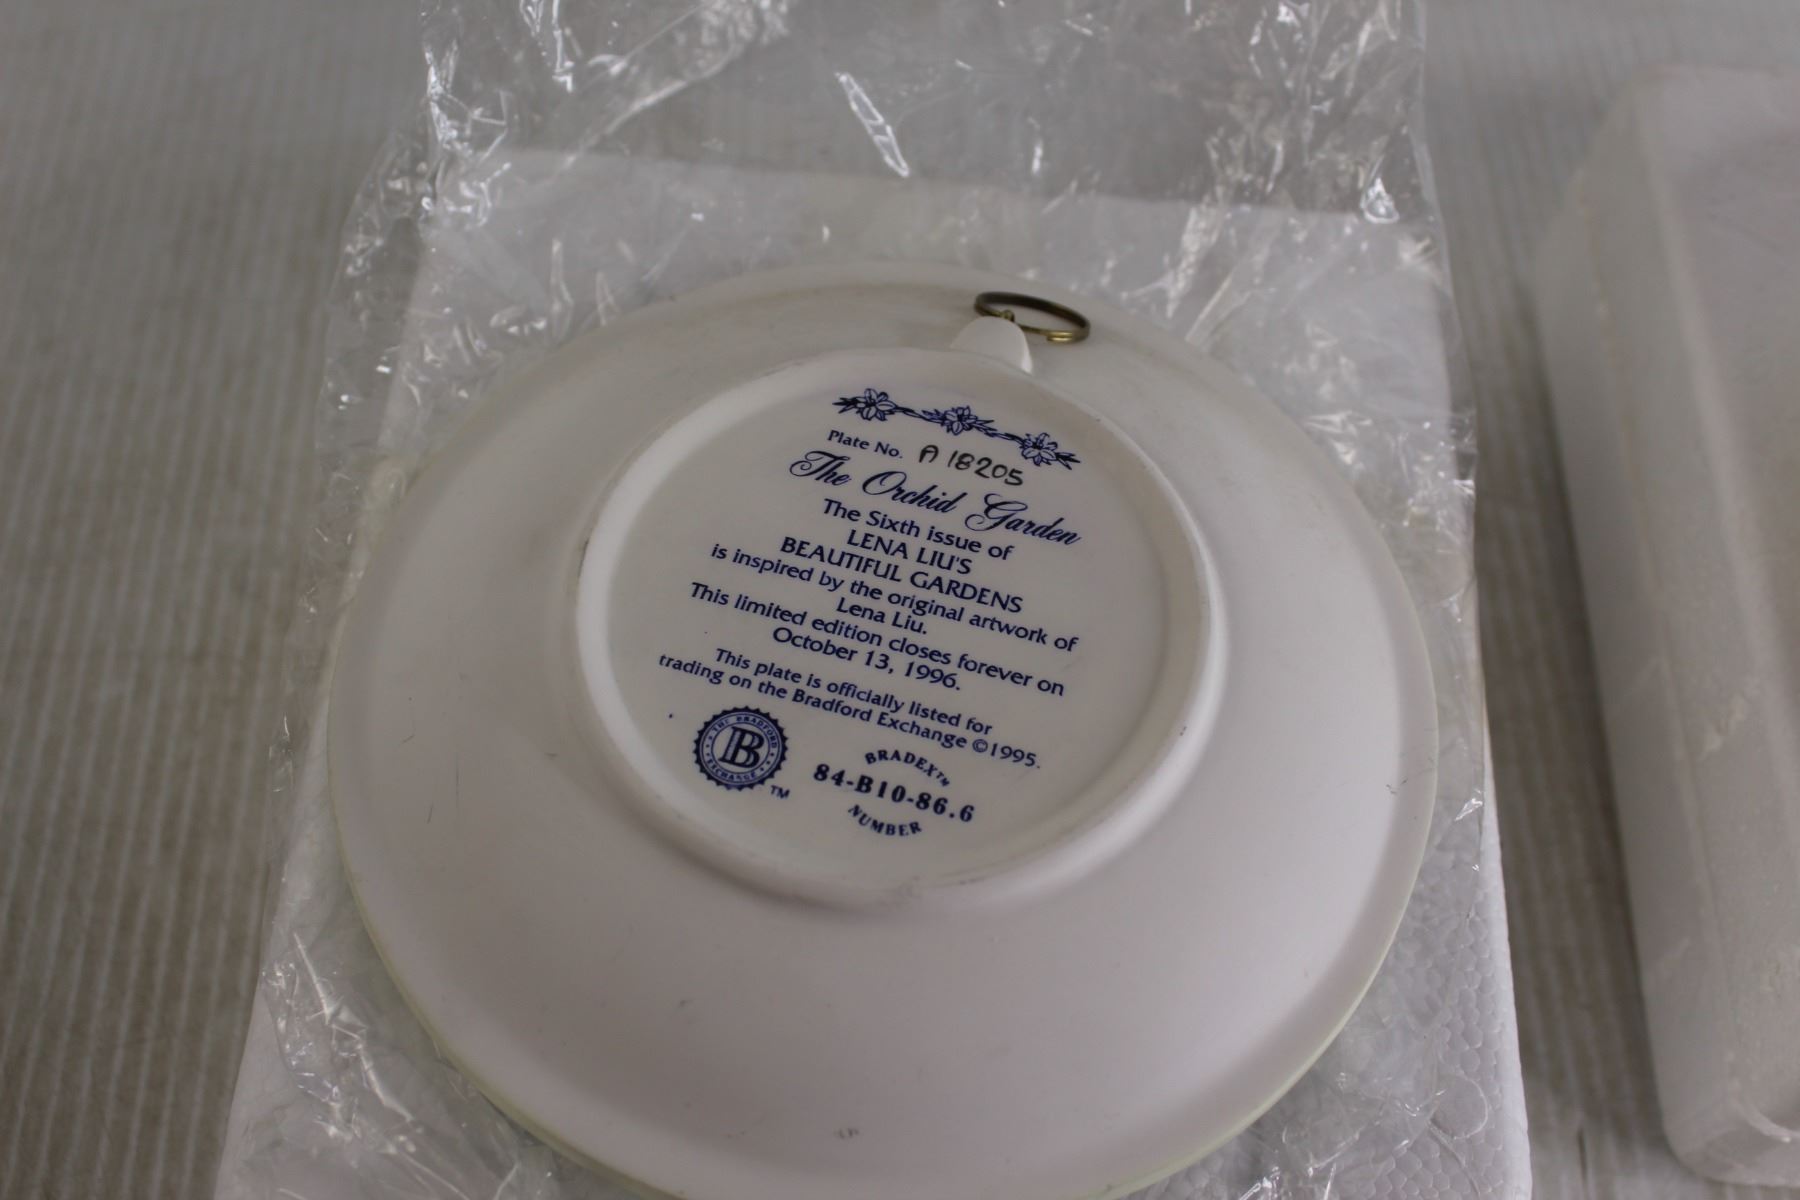 Plate No. A 18205
The Orchid Garden
The Sixth issue of
LENA LIU'S
BEAUTIFUL GARDENS
is inspired by the original artwork of
Lena Liu.
This limited edition closes forever on
October 13, 1996.
This plate is officially listed for
trading on the Bradford Exchange ©1995.
THE BRADFORD
B
EXCHANGE
TM
BRADEX™
84-B10-86.6
NUMBER